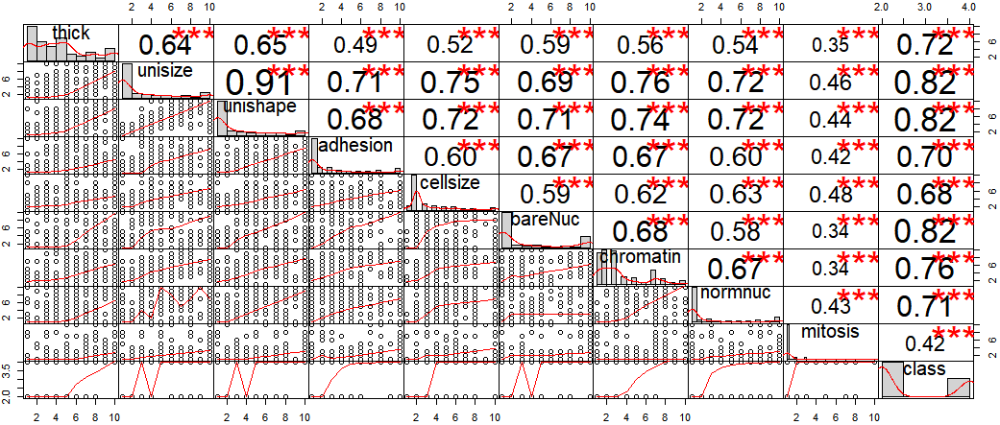 2 4 6 8 10 2 4 6 8 10 2 4 6 8 10 2 4 6 8 10 2.0 3.0 4.0
thick 0.64 *** 0.65 *** 0.49 *** 0.52 *** 0.59 *** 0.56 *** 0.54 *** 0.35 *** 0.72 *** 2 6
2 6 unisize 0.91 *** 0.71 *** 0.75 *** 0.69 *** 0.76 *** 0.72 *** 0.46 *** 0.82 ***
unishape 0.68 *** 0.72 *** 0.71 *** 0.74 *** 0.72 *** 0.44 *** 0.82 *** 2 6
2 6 adhesion 0.60 *** 0.67 *** 0.67 *** 0.60 *** 0.42 *** 0.70 ***
cellsize 0.59 *** 0.62 *** 0.63 *** 0.48 *** 0.68 *** 2 6
2 6 bareNuc 0.68 *** 0.58 *** 0.34 *** 0.82 ***
chromatin 0.67 *** 0.34 *** 0.76 *** 2 6
2 6 normnuc 0.43 *** 0.71 ***
mitosis 0.42 *** 2 6
2.0 3.5 class
2 4 6 8 10 2 4 6 8 10 2 4 6 8 10 2 4 6 8 10 2 4 6 8 10